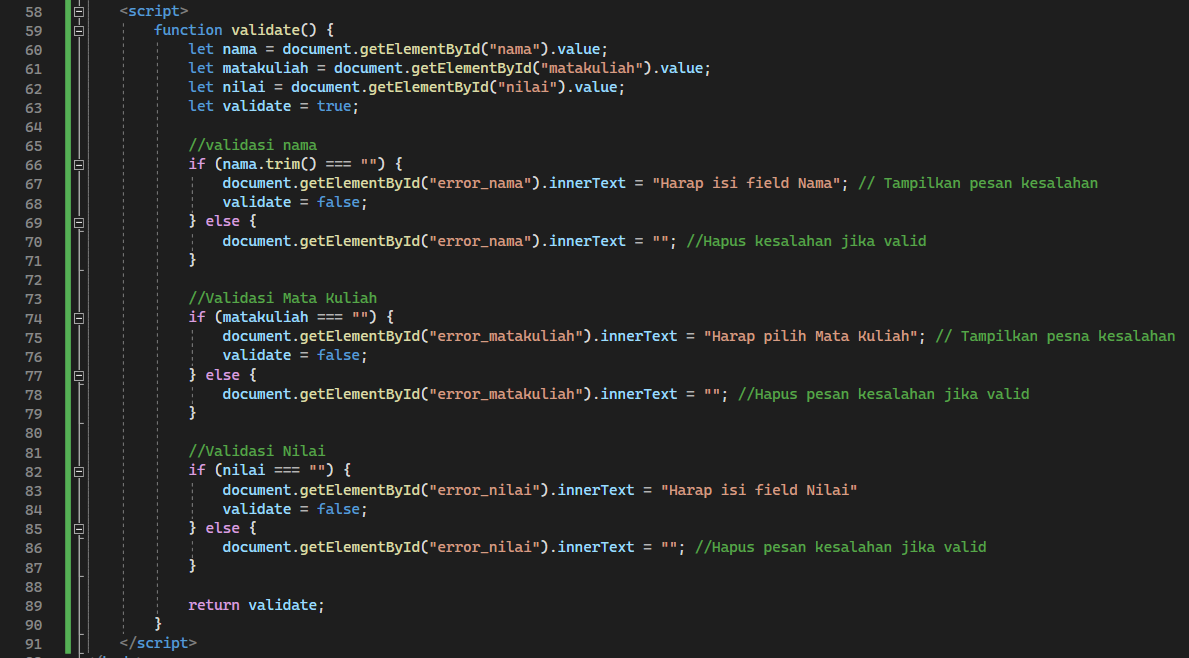 58 <script>
59 function validate() {
60 let nama = document.getElementById("nama").value;
61 let matakuliah = document.getElementById("matakuliah").value;
62 let nilai = document.getElementById("nilai").value;
63 let validate = true;
64
65 //validasi nama
66 if (nama.trim() === "") {
67 document.getElementById("error_nama").innerText = "Harap isi field Nama"; // Tampilkan pesan kesalahan
68 validate = false;
69 } else {
70 document.getElementById("error_nama").innerText = ""; //Hapus kesalahan jika valid
71 }
72
73 //Validasi Mata Kuliah
74 if (matakuliah === "") {
75 document.getElementById("error_matakuliah").innerText = "Harap pilih Mata Kuliah"; // Tampilkan pesna kesalahan
76 validate = false;
77 } else {
78 document.getElementById("error_matakuliah").innerText = ""; //Hapus pesan kesalahan jika valid
79 }
80
81 //Validasi Nilai
82 if (nilai === "") {
83 document.getElementById("error_nilai").innerText = "Harap isi field Nilai"
84 validate = false;
85 } else {
86 document.getElementById("error_nilai").innerText = ""; //Hapus pesan kesalahan jika valid
87 }
88
89 return validate;
90 }
91 </script>